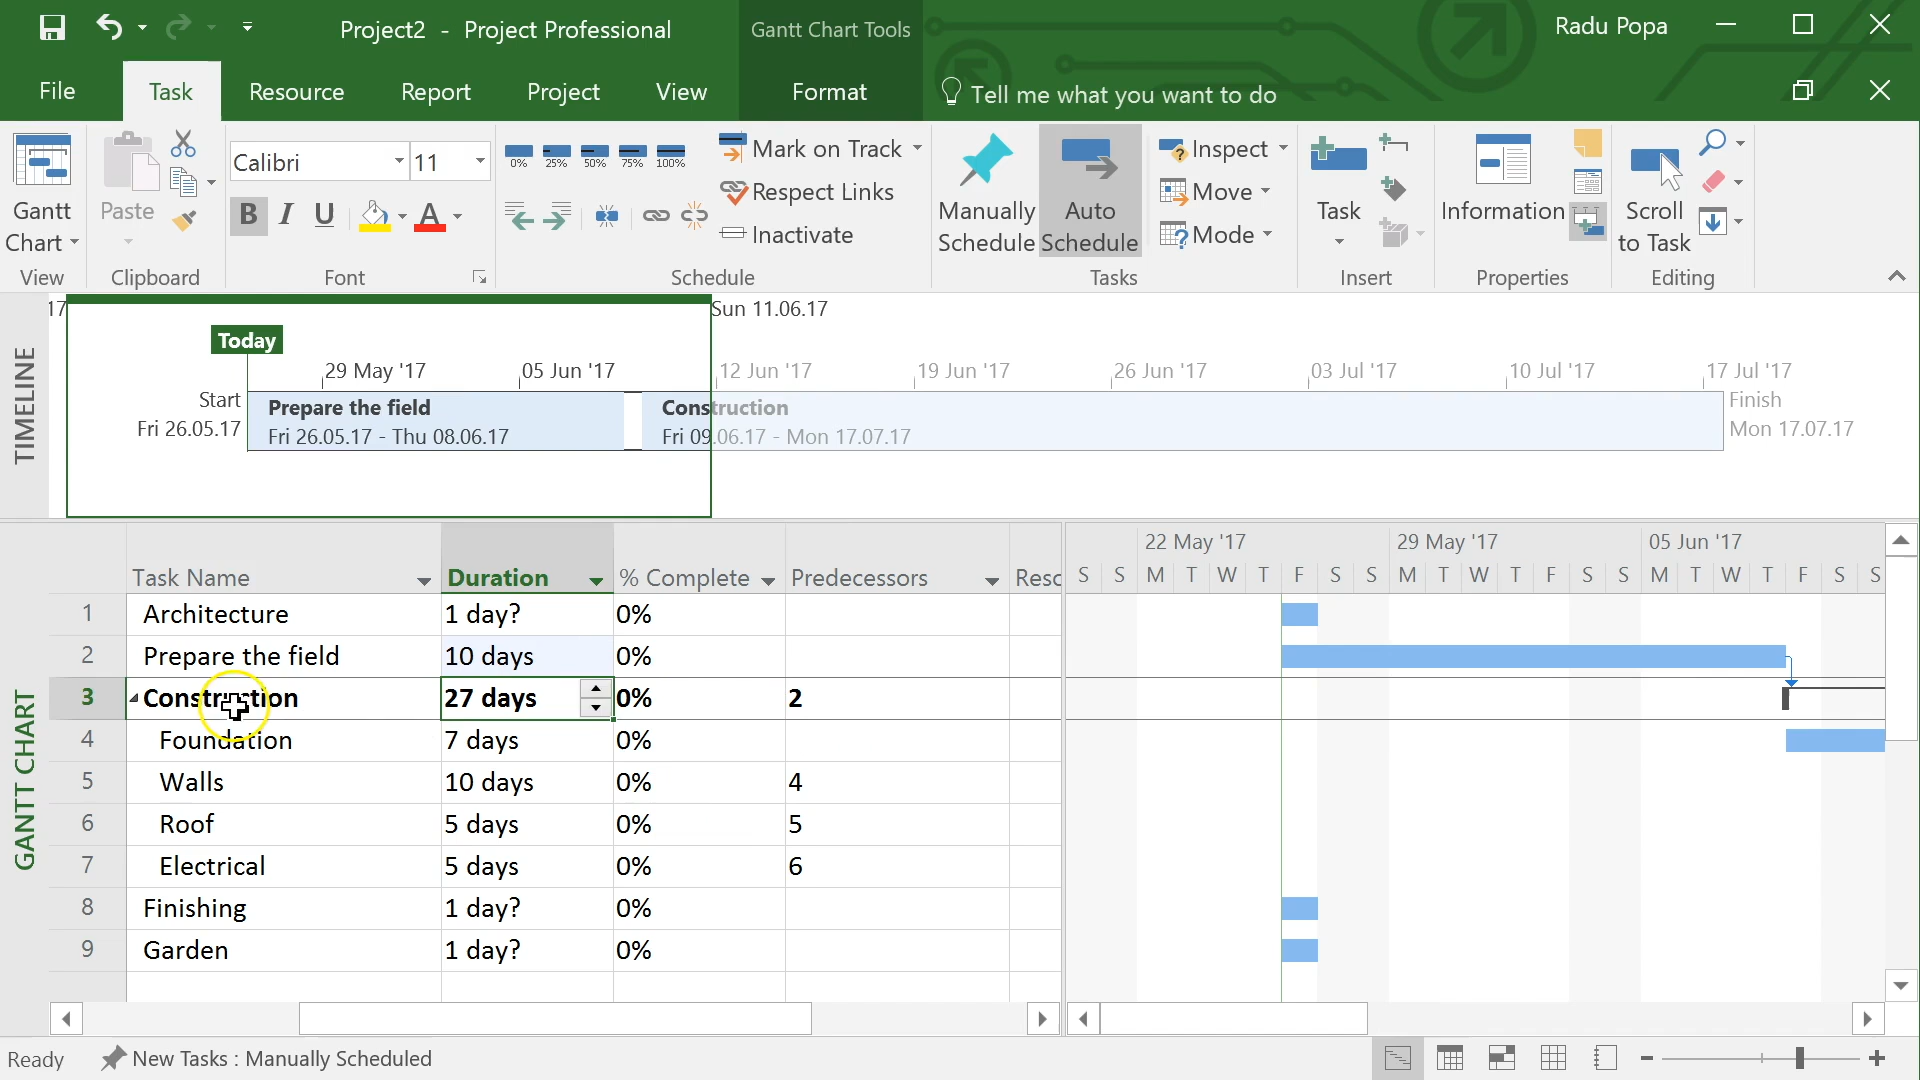 Project2 - Project Professional
Gantt Chart Tools
Radu Popa
File
Task
Resource
Report
Project
View
Format
Tell me what you want to do
Gantt
Chart
View
Paste
Clipboard
Calibri
11
B I U
A
Font
0% 25% 50% 75% 100%
Mark on Track
Respect Links
Inactivate
Schedule
Manually
Schedule
Auto
Schedule
Inspect
Move
Mode
Tasks
Task
Insert
Information
Properties
Scroll
to Task
Editing
TIMELINE
17
Sun 11.06.17
Today
29 May '17
05 Jun '17
12 Jun '17
19 Jun '17
26 Jun '17
03 Jul '17
10 Jul '17
17 Jul '17
Start
Fri 26.05.17
Prepare the field
Fri 26.05.17 - Thu 08.06.17
Construction
Fri 09.06.17 - Mon 17.07.17
Finish
Mon 17.07.17
GANTT CHART
Task Name Duration % Complete Predecessors Resc
1 Architecture 1 day? 0%
2 Prepare the field 10 days 0%
3 Construction 27 days 0% 2
4 Foundation 7 days 0%
5 Walls 10 days 0% 4
6 Roof 5 days 0% 5
7 Electrical 5 days 0% 6
8 Finishing 1 day? 0%
9 Garden 1 day? 0%
22 May '17 29 May '17 05 Jun '17
S S M T W T F S S M T W T F S S M T W T F S S
Ready
New Tasks : Manually Scheduled